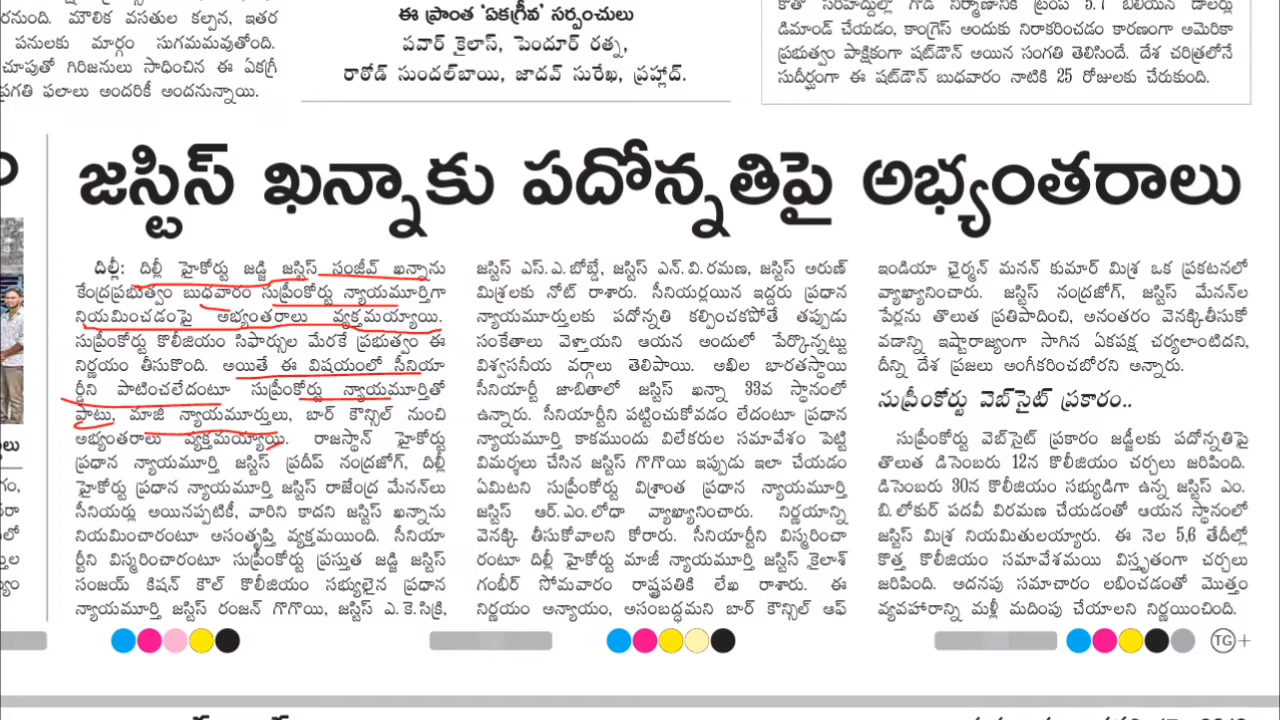 రనుంది. మౌలిక వసతుల కల్పన, ఇతర
పనులకు మార్గం సుగమమవుతోంది.
చూపుతో గిరిజనులు సాధించిన ఈ ఏకగ్రీ
ప్రగతి ఫలాలు అందరికీ అందనున్నాయి.
ఈ ప్రాంత ‘ఏకగ్రీవ’ సర్పంచులు
పవార్ కైలాస్, పెందూర్ రత్న,
రాథోడ్ సుందల్‌బాయి, జాదవ్ సురేఖ, ప్రహ్లాద్.
కోతో సరిహద్దుల్లో గోడ నిర్మాణానికి ట్రంప్ 5.7 బిలియన్ డాలర్లు
డిమాండ్ చేయడం, కాంగ్రెస్ అందుకు నిరాకరించడం కారణంగా అమెరికా
ప్రభుత్వం పాక్షికంగా షట్‌డౌన్ అయిన సంగతి తెలిసిందే. దేశ చరిత్రలోనే
సుదీర్ఘంగా ఈ షట్‌డౌన్ బుధవారం నాటికి 25 రోజులకు చేరుకుంది.
జస్టిస్ ఖన్నాకు పదోన్నతిపై అభ్యంతరాలు
దిల్లీ: దిల్లీ హైకోర్టు జడ్జి జస్టిస్ సంజీవ్ ఖన్నాను
కేంద్రప్రభుత్వం బుధవారం సుప్రీంకోర్టు న్యాయమూర్తిగా
నియమించడంపై అభ్యంతరాలు వ్యక్తమయ్యాయి.
సుప్రీంకోర్టు కొలీజియం సిఫార్సుల మేరకే ప్రభుత్వం ఈ
నిర్ణయం తీసుకొంది. అయితే ఈ విషయంలో సీనియా
ర్టీని పాటించలేదంటూ సుప్రీంకోర్టు న్యాయమూర్తితో
పాటు, మాజీ న్యాయమూర్తులు, బార్ కౌన్సిల్ నుంచి
అభ్యంతరాలు వ్యక్తమయ్యాయి. రాజస్థాన్ హైకోర్టు
ప్రధాన న్యాయమూర్తి జస్టిస్ ప్రదీప్ నంద్రజోగ్, దిల్లీ
హైకోర్టు ప్రధాన న్యాయమూర్తి జస్టిస్ రాజేంద్ర మేనన్‌లు
సీనియర్లు అయినప్పటికీ, వారిని కాదని జస్టిస్ ఖన్నాను
నియమించారంటూ అసంతృప్తి వ్యక్తమయింది. సీనియా
ర్టీని విస్మరించారంటూ సుప్రీంకోర్టు ప్రస్తుత జడ్జి జస్టిస్
సంజయ్ కిషన్ కౌల్ కొలీజియం సభ్యులైన ప్రధాన
న్యాయమూర్తి జస్టిస్ రంజన్ గొగొయి, జస్టిస్ ఎ.కె.సిక్రి,
జస్టిస్ ఎస్.ఎ.బోబ్డే, జస్టిస్ ఎన్.వి.రమణ, జస్టిస్ అరుణ్
మిశ్రలకు నోట్ రాశారు. సీనియర్లయిన ఇద్దరు ప్రధాన
న్యాయమూర్తులకు పదోన్నతి కల్పించకపోతే తప్పుడు
సంకేతాలు వెళ్తాయని ఆయన అందులో పేర్కొన్నట్టు
విశ్వసనీయ వర్గాలు తెలిపాయి. అఖిల భారతస్థాయి
సీనియార్టీ జాబితాలో జస్టిస్ ఖన్నా 33వ స్థానంలో
ఉన్నారు. సీనియార్టీని పట్టించుకోవడం లేదంటూ ప్రధాన
న్యాయమూర్తి కాకముందు విలేకరుల సమావేశం పెట్టి
విమర్శలు చేసిన జస్టిస్ గొగొయి ఇప్పుడు ఇలా చేయడం
ఏమిటని సుప్రీంకోర్టు విశ్రాంత ప్రధాన న్యాయమూర్తి
జస్టిస్ ఆర్.ఎం.లోధా వ్యాఖ్యానించారు. నిర్ణయాన్ని
వెనక్కి తీసుకోవాలని కోరారు. సీనియార్టీని విస్మరించా
రంటూ దిల్లీ హైకోర్టు మాజీ న్యాయమూర్తి జస్టిస్ కైలాశ్
గంభీర్ సోమవారం రాష్ట్రపతికి లేఖ రాశారు. ఈ
నిర్ణయం అన్యాయం, అసంబద్ధమని బార్ కౌన్సిల్ ఆఫ్
ఇండియా ఛైర్మన్ మనన్ కుమార్ మిశ్ర ఒక ప్రకటనలో
వ్యాఖ్యానించారు. జస్టిస్ నంద్రజోగ్, జస్టిస్ మేనన్‌ల
పేర్లను తొలుత ప్రతిపాదించి, అనంతరం వెనక్కితీసుకో
వడాన్ని ఇష్టారాజ్యంగా సాగిన ఏకపక్ష చర్యలాంటిదని,
దీన్ని దేశ ప్రజలు అంగీకరించబోరని అన్నారు.
సుప్రీంకోర్టు వెబ్‌సైట్ ప్రకారం..
సుప్రీంకోర్టు వెబ్‌సైట్ ప్రకారం జడ్జీలకు పదోన్నతిపై
తొలుత డిసెంబరు 12న కొలీజియం చర్చలు జరిపింది.
డిసెంబరు 30న కొలీజియం సభ్యుడిగా ఉన్న జస్టిస్ ఎం.
బి.లోకుర్ పదవీ విరమణ చేయడంతో ఆయన స్థానంలో
జస్టిస్ మిశ్ర నియమితులయ్యారు. ఈ నెల 5,6 తేదీల్లో
కొత్త కొలీజియం సమావేశమయి విస్తృతంగా చర్చలు
జరిపింది. అదనపు సమాచారం లభించడంతో మొత్తం
వ్యవహారాన్ని మళ్లీ మదింపు చేయాలని నిర్ణయించింది.
TG